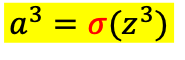 a³ = σ(z³)